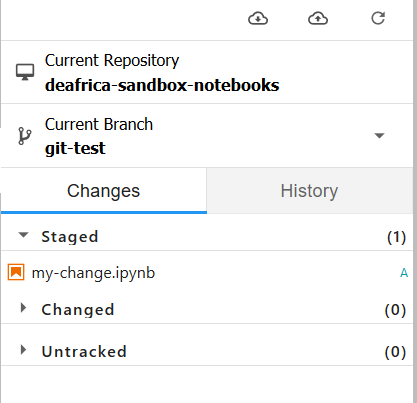 Current Repository
deafrica-sandbox-notebooks
Current Branch
git-test
Changes History
Staged (1)
my-change.ipynb A
Changed (0)
Untracked (0)